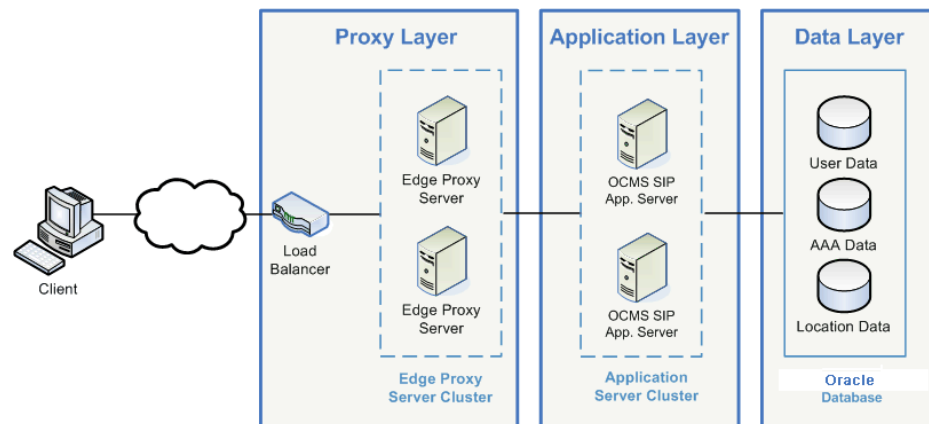 Proxy Layer
Application Layer
Data Layer
Edge Proxy
Server
OCMS SIP
App. Server
User Data
Client
Load
Balancer
AAA Data
Edge Proxy
Server
OCMS SIP
App. Server
Location Data
Edge Proxy
Server Cluster
Application
Server Cluster
Oracle
Database